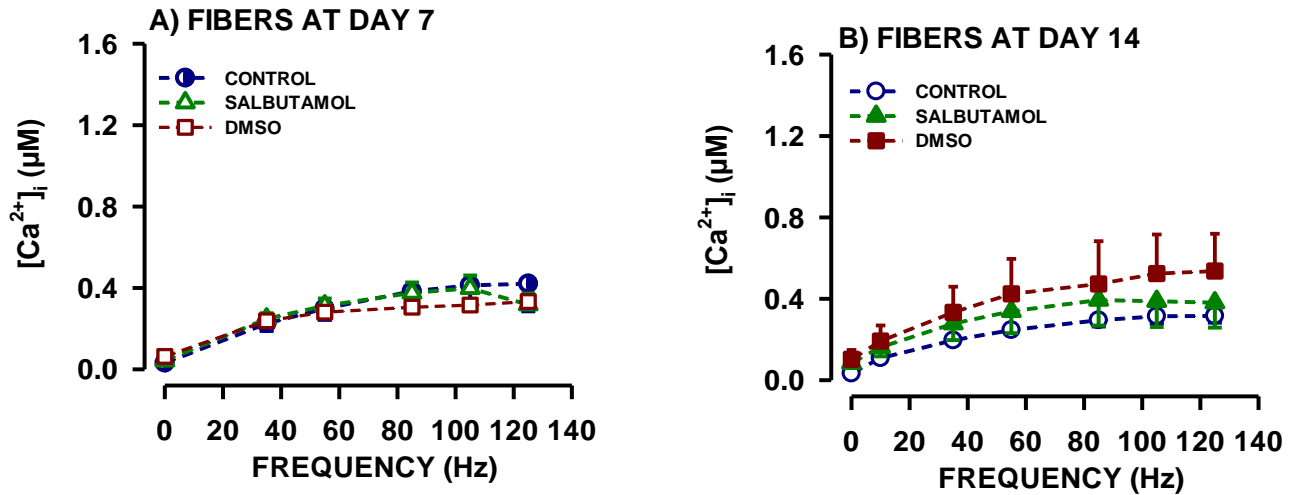 A) FIBERS AT DAY 7
1.6
1.2
0.8
0.4
0.0
[Ca²⁺]ᵢ (µM)
CONTROL
SALBUTAMOL
DMSO
0 20 40 60 80 100 120 140
FREQUENCY (Hz)
B) FIBERS AT DAY 14
1.6
1.2
0.8
0.4
0.0
[Ca²⁺]ᵢ (µM)
CONTROL
SALBUTAMOL
DMSO
0 20 40 60 80 100 120 140
FREQUENCY (Hz)